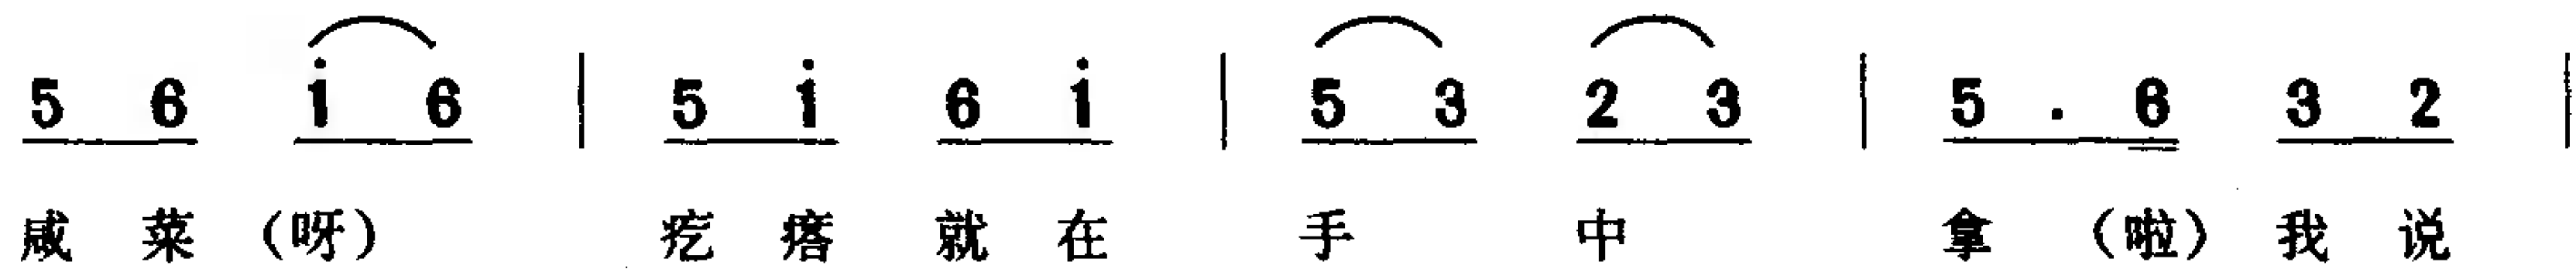 5 6 i̇ 6 | 5 i̇ 6 i̇ | 5 3 2 3 | 5 . 6 3 2 |
咸 菜 （呀） 疙 瘩 就 在 手 中 拿 （啦） 我 说